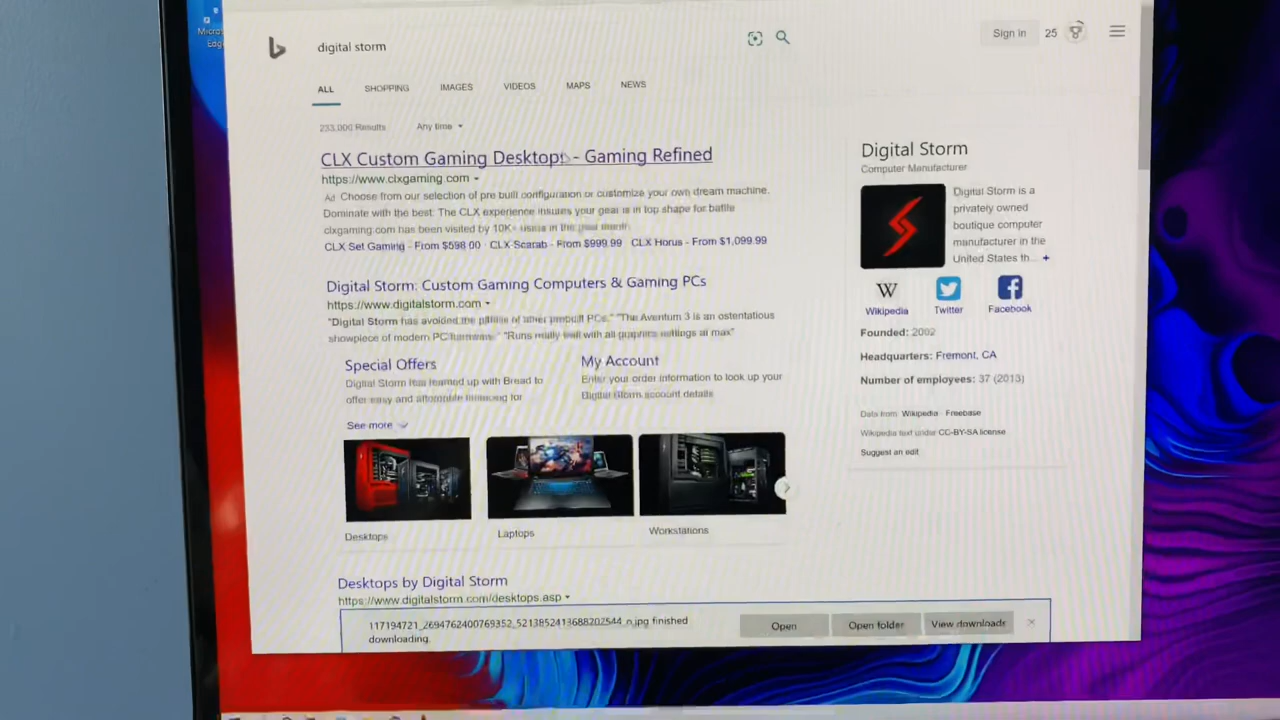 Micros
Edg
digital storm
Sign in
25
ALL
SHOPPING
IMAGES
VIDEOS
MAPS
NEWS
233,000 Results
Any time
CLX Custom Gaming Desktops - Gaming Refined
https://www.clxgaming.com
Ad Choose from our selection of pre built configuration or customize your own dream machine.
Dominate with the best: The CLX experience insures your gear is in top shape for battle
clxgaming.com has been visited by 10K+ users in the past month
CLX Set Gaming - From $598.00 · CLX Scarab - From $999.99 · CLX Horus - From $1,099.99
Digital Storm: Custom Gaming Computers & Gaming PCs
https://www.digitalstorm.com
"Digital Storm has avoided the pitfalls of other prebuilt PCs." "The Aventum 3 is an ostentatious
showpiece of modern PC hardware." "Runs really well with all graphics settings at max"
Special Offers
Digital Storm has teamed up with Bread to
offer easy and affordable financing for
My Account
Enter your order information to look up your
Digital Storm account details
See more
Desktops
Laptops
Workstations
Desktops by Digital Storm
https://www.digitalstorm.com/desktops.asp
Digital Storm
Computer Manufacturer
Digital Storm is a
privately owned
boutique computer
manufacturer in the
United States th... +
W
Wikipedia
Twitter
Facebook
Founded: 2002
Headquarters: Fremont, CA
Number of employees: 37 (2013)
Data from: Wikipedia · Freebase
Wikipedia text under CC-BY-SA license
Suggest an edit
117194721_2694762400769352_5213852413688202544_n.jpg finished
downloading.
Open
Open folder
View downloads